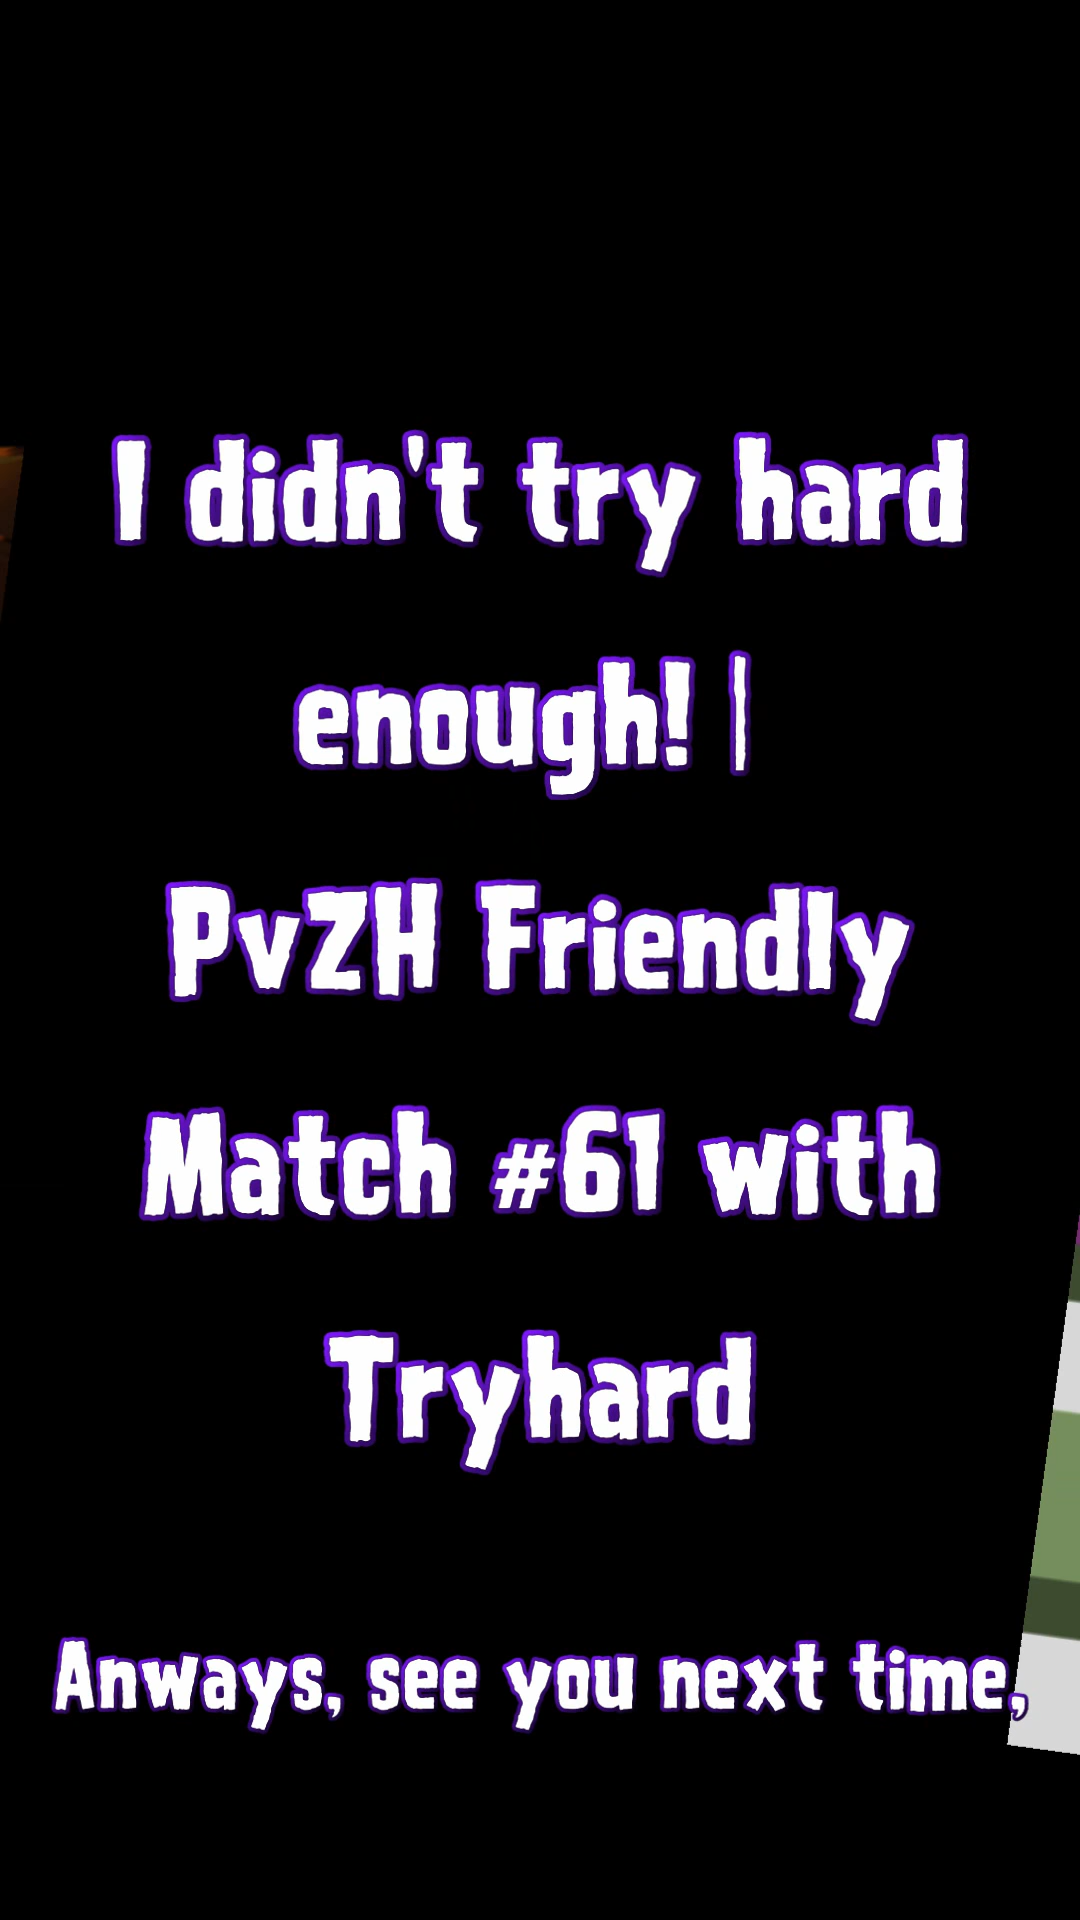 I didn't try hard
enough! |
PvZH Friendly
Match #61 with
Tryhard
Anways, see you next time,